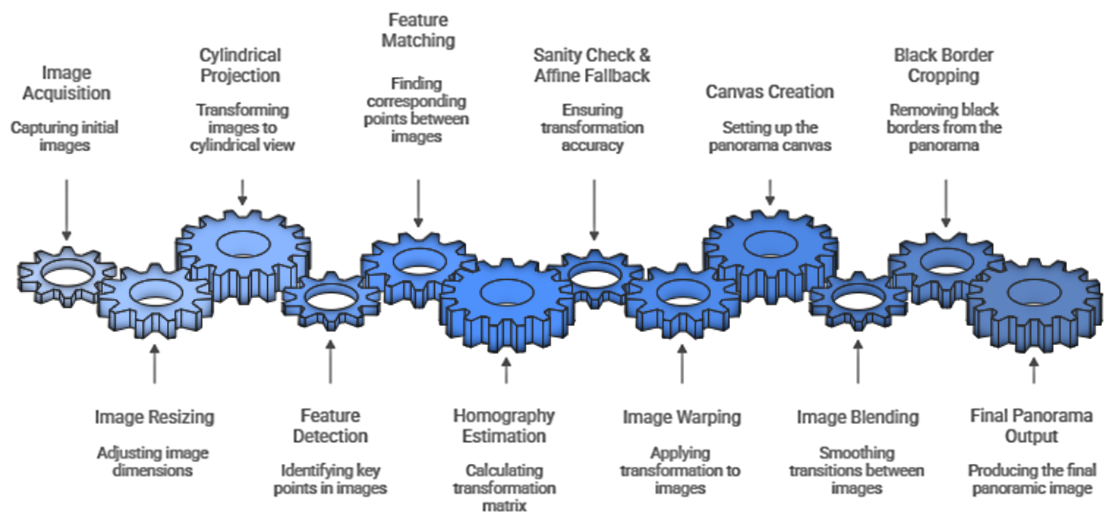 Image
Acquisition
Capturing initial
images
Image Resizing
Adjusting image
dimensions
Cylindrical
Projection
Transforming
images to
cylindrical view
Feature
Detection
Identifying key
points in images
Feature
Matching
Finding
corresponding
points between
images
Homography
Estimation
Calculating
transformation
matrix
Sanity Check &
Affine Fallback
Ensuring
transformation
accuracy
Image Warping
Applying
transformation to
images
Canvas Creation
Setting up the
panorama canvas
Image Blending
Smoothing
transitions between
images
Black Border
Cropping
Removing black
borders from the
panorama
Final Panorama
Output
Producing the final
panoramic image